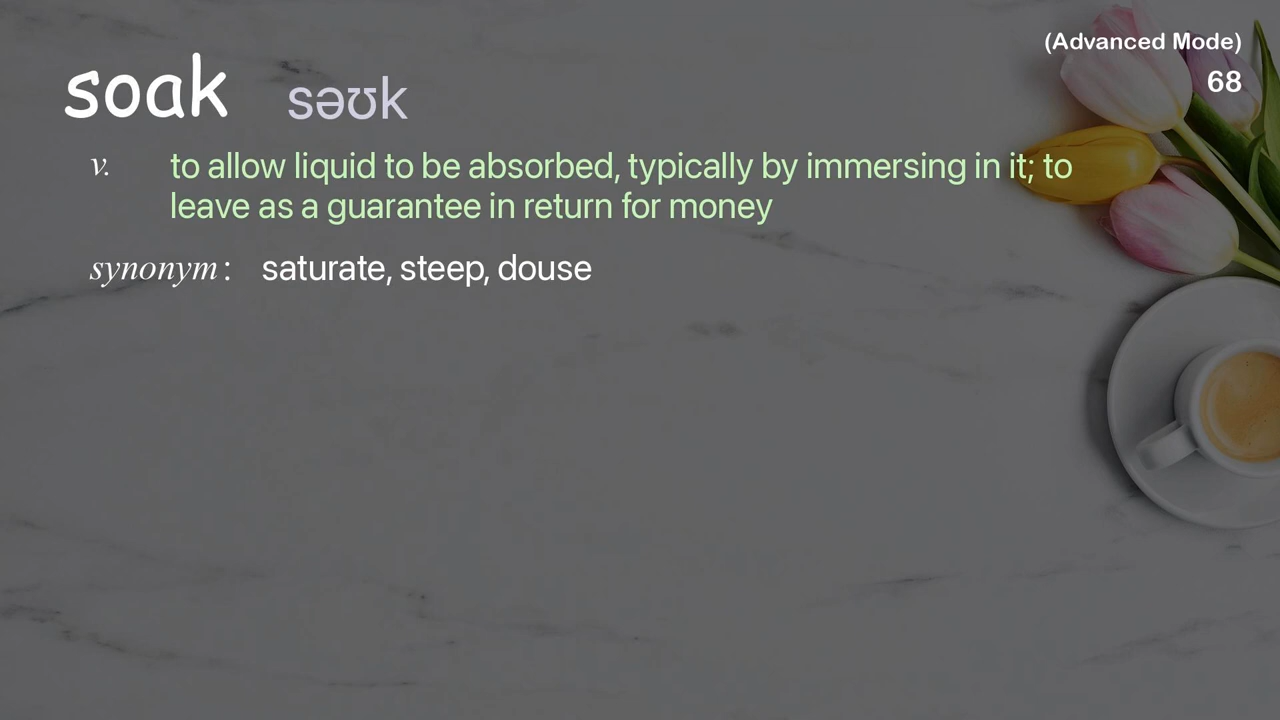 (Advanced Mode)
68
soak səʊk
v. to allow liquid to be absorbed, typically by immersing in it; to
leave as a guarantee in return for money
synonym: saturate, steep, douse